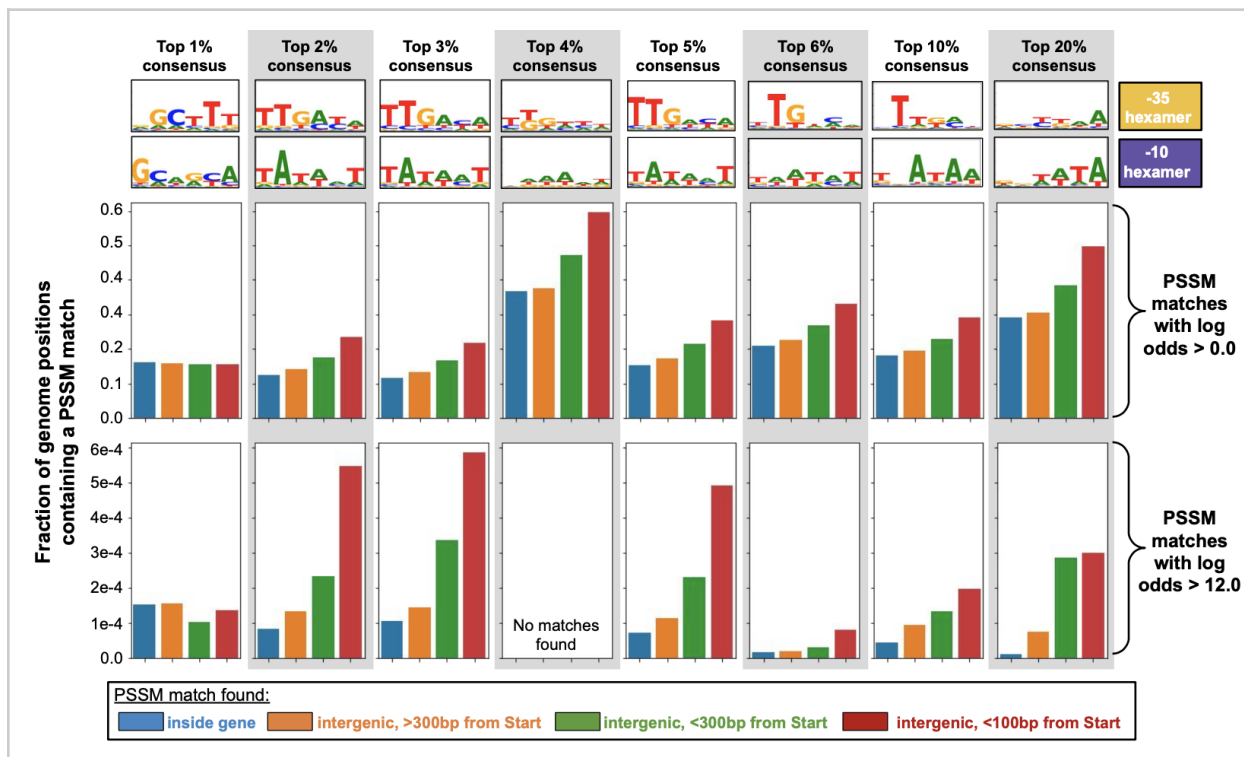 Top 1% consensus
Top 2% consensus
Top 3% consensus
Top 4% consensus
Top 5% consensus
Top 6% consensus
Top 10% consensus
Top 20% consensus
-35 hexamer
-10 hexamer
Fraction of genome positions
containing a PSSM match
0.6
0.5
0.4
0.4
0.2
0.1
0.0
PSSM
matches
with log
odds > 0.0
6e-4
5e-4
4e-4
3e-4
2e-4
1e-4
0.0
No matches
found
PSSM
matches
with log
odds > 12.0
PSSM match found:
inside gene
intergenic, >300bp from Start
intergenic, <300bp from Start
intergenic, <100bp from Start